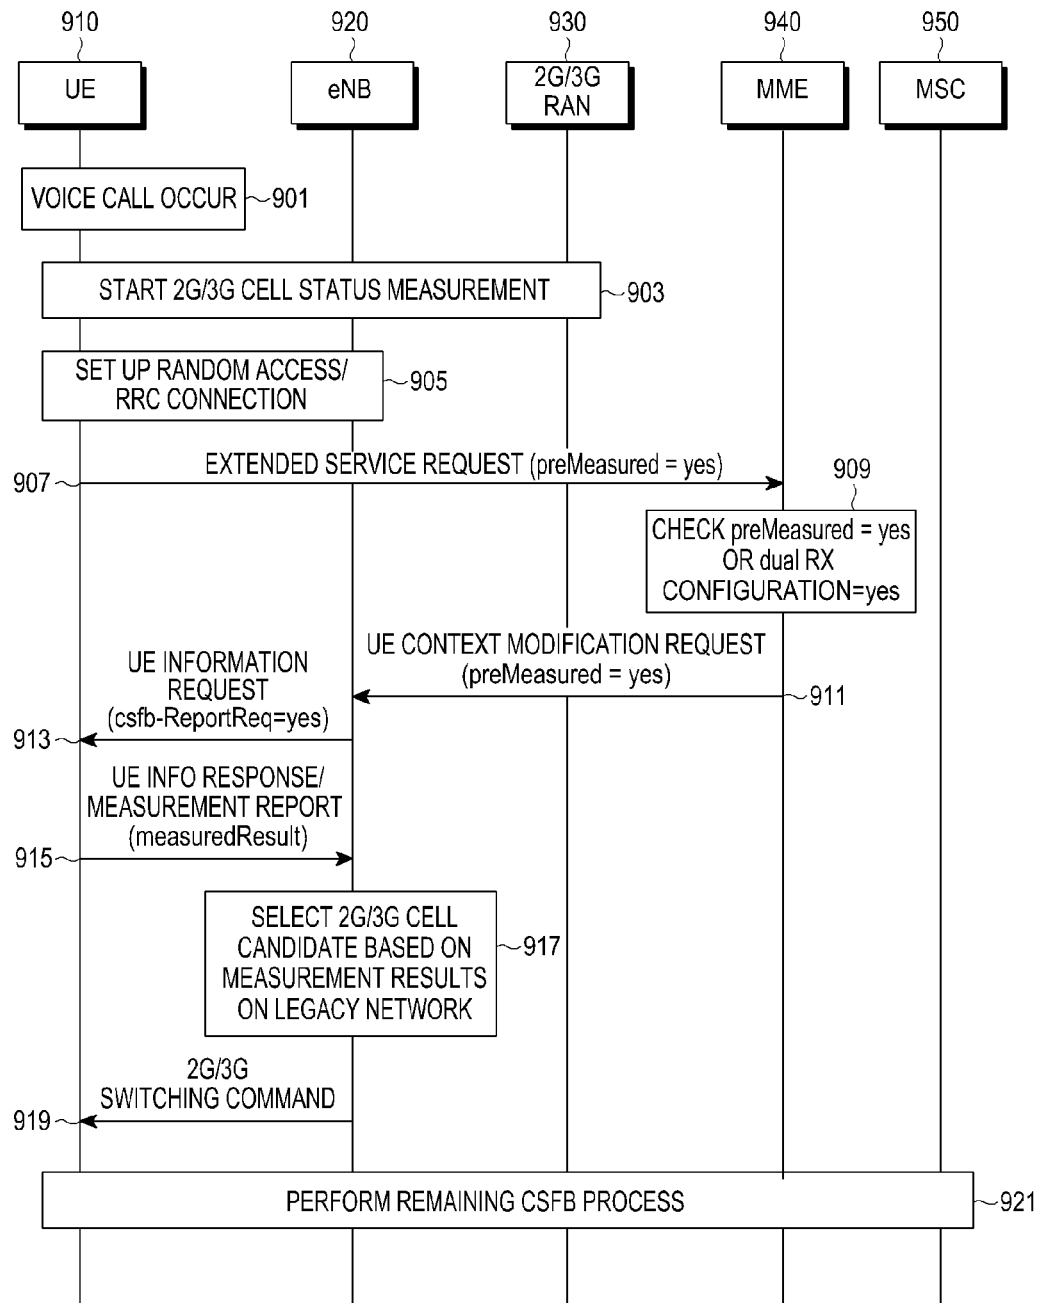 910
920
930
940
950
UE
eNB
2G/3G
RAN
MME
MSC
VOICE CALL OCCUR
901
START 2G/3G CELL STATUS MEASUREMENT
903
SET UP RANDOM ACCESS/
RRC CONNECTION
905
EXTENDED SERVICE REQUEST (preMeasured = yes)
907
909
CHECK preMeasured = yes
OR dual RX
CONFIGURATION=yes
UE CONTEXT MODIFICATION REQUEST
(preMeasured = yes)
911
UE INFORMATION
REQUEST
(csfb-ReportReq=yes)
913
UE INFO RESPONSE/
MEASUREMENT REPORT
(measuredResult)
915
SELECT 2G/3G CELL
CANDIDATE BASED ON
MEASUREMENT RESULTS
ON LEGACY NETWORK
917
2G/3G
SWITCHING COMMAND
919
PERFORM REMAINING CSFB PROCESS
921